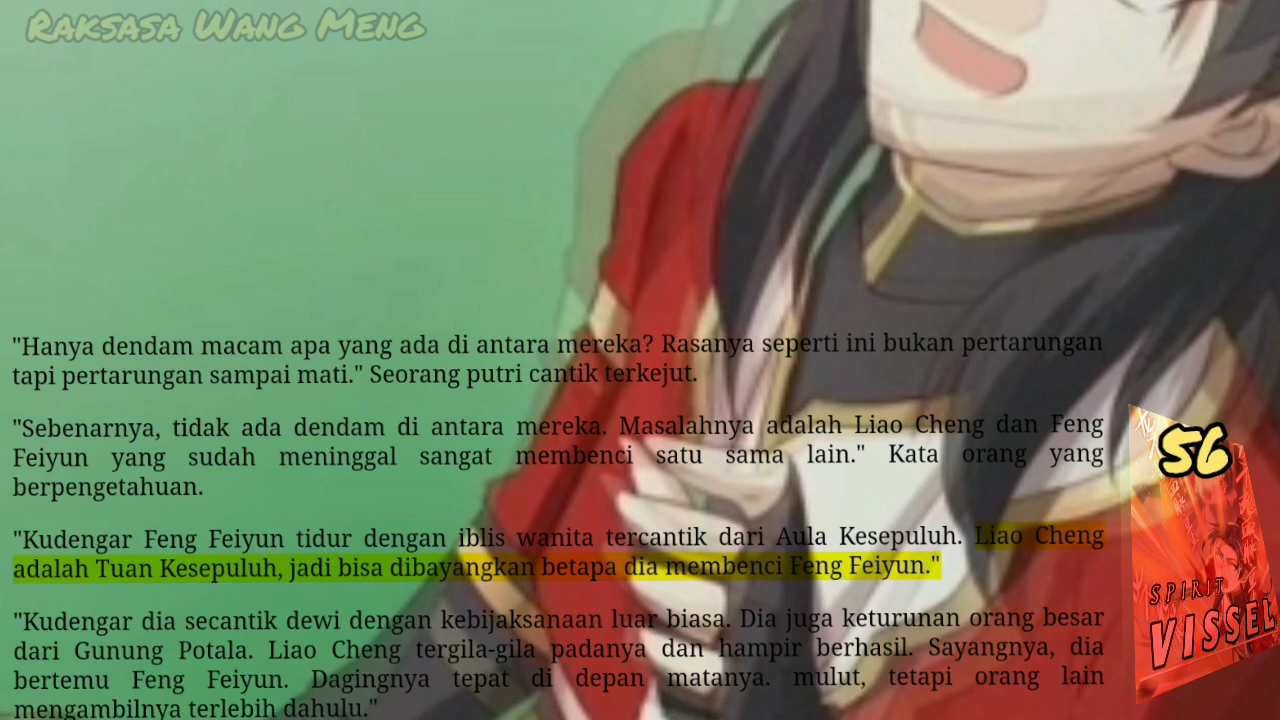 Raksasa Wang Meng
"Hanya dendam macam apa yang ada di antara mereka? Rasanya seperti ini bukan pertarungan
tapi pertarungan sampai mati." Seorang putri cantik terkejut.
"Sebenarnya, tidak ada dendam di antara mereka. Masalahnya adalah Liao Cheng dan Feng
Feiyun yang sudah meninggal sangat membenci satu sama lain." Kata orang yang
berpengetahuan.
"Kudengar Feng Feiyun tidur dengan iblis wanita tercantik dari Aula Kesepuluh. Liao Cheng
adalah Tuan Kesepuluh, jadi bisa dibayangkan betapa dia membenci Feng Feiyun."
"Kudengar dia secantik dewi dengan kebijaksanaan luar biasa. Dia juga keturunan orang besar
dari Gunung Potala. Liao Cheng tergila-gila padanya dan hampir berhasil. Sayangnya, dia
bertemu Feng Feiyun. Dagingnya tepat di depan matanya. mulut, tetapi orang lain
mengambilnya terlebih dahulu."
56
SPIRIT
VISSEL